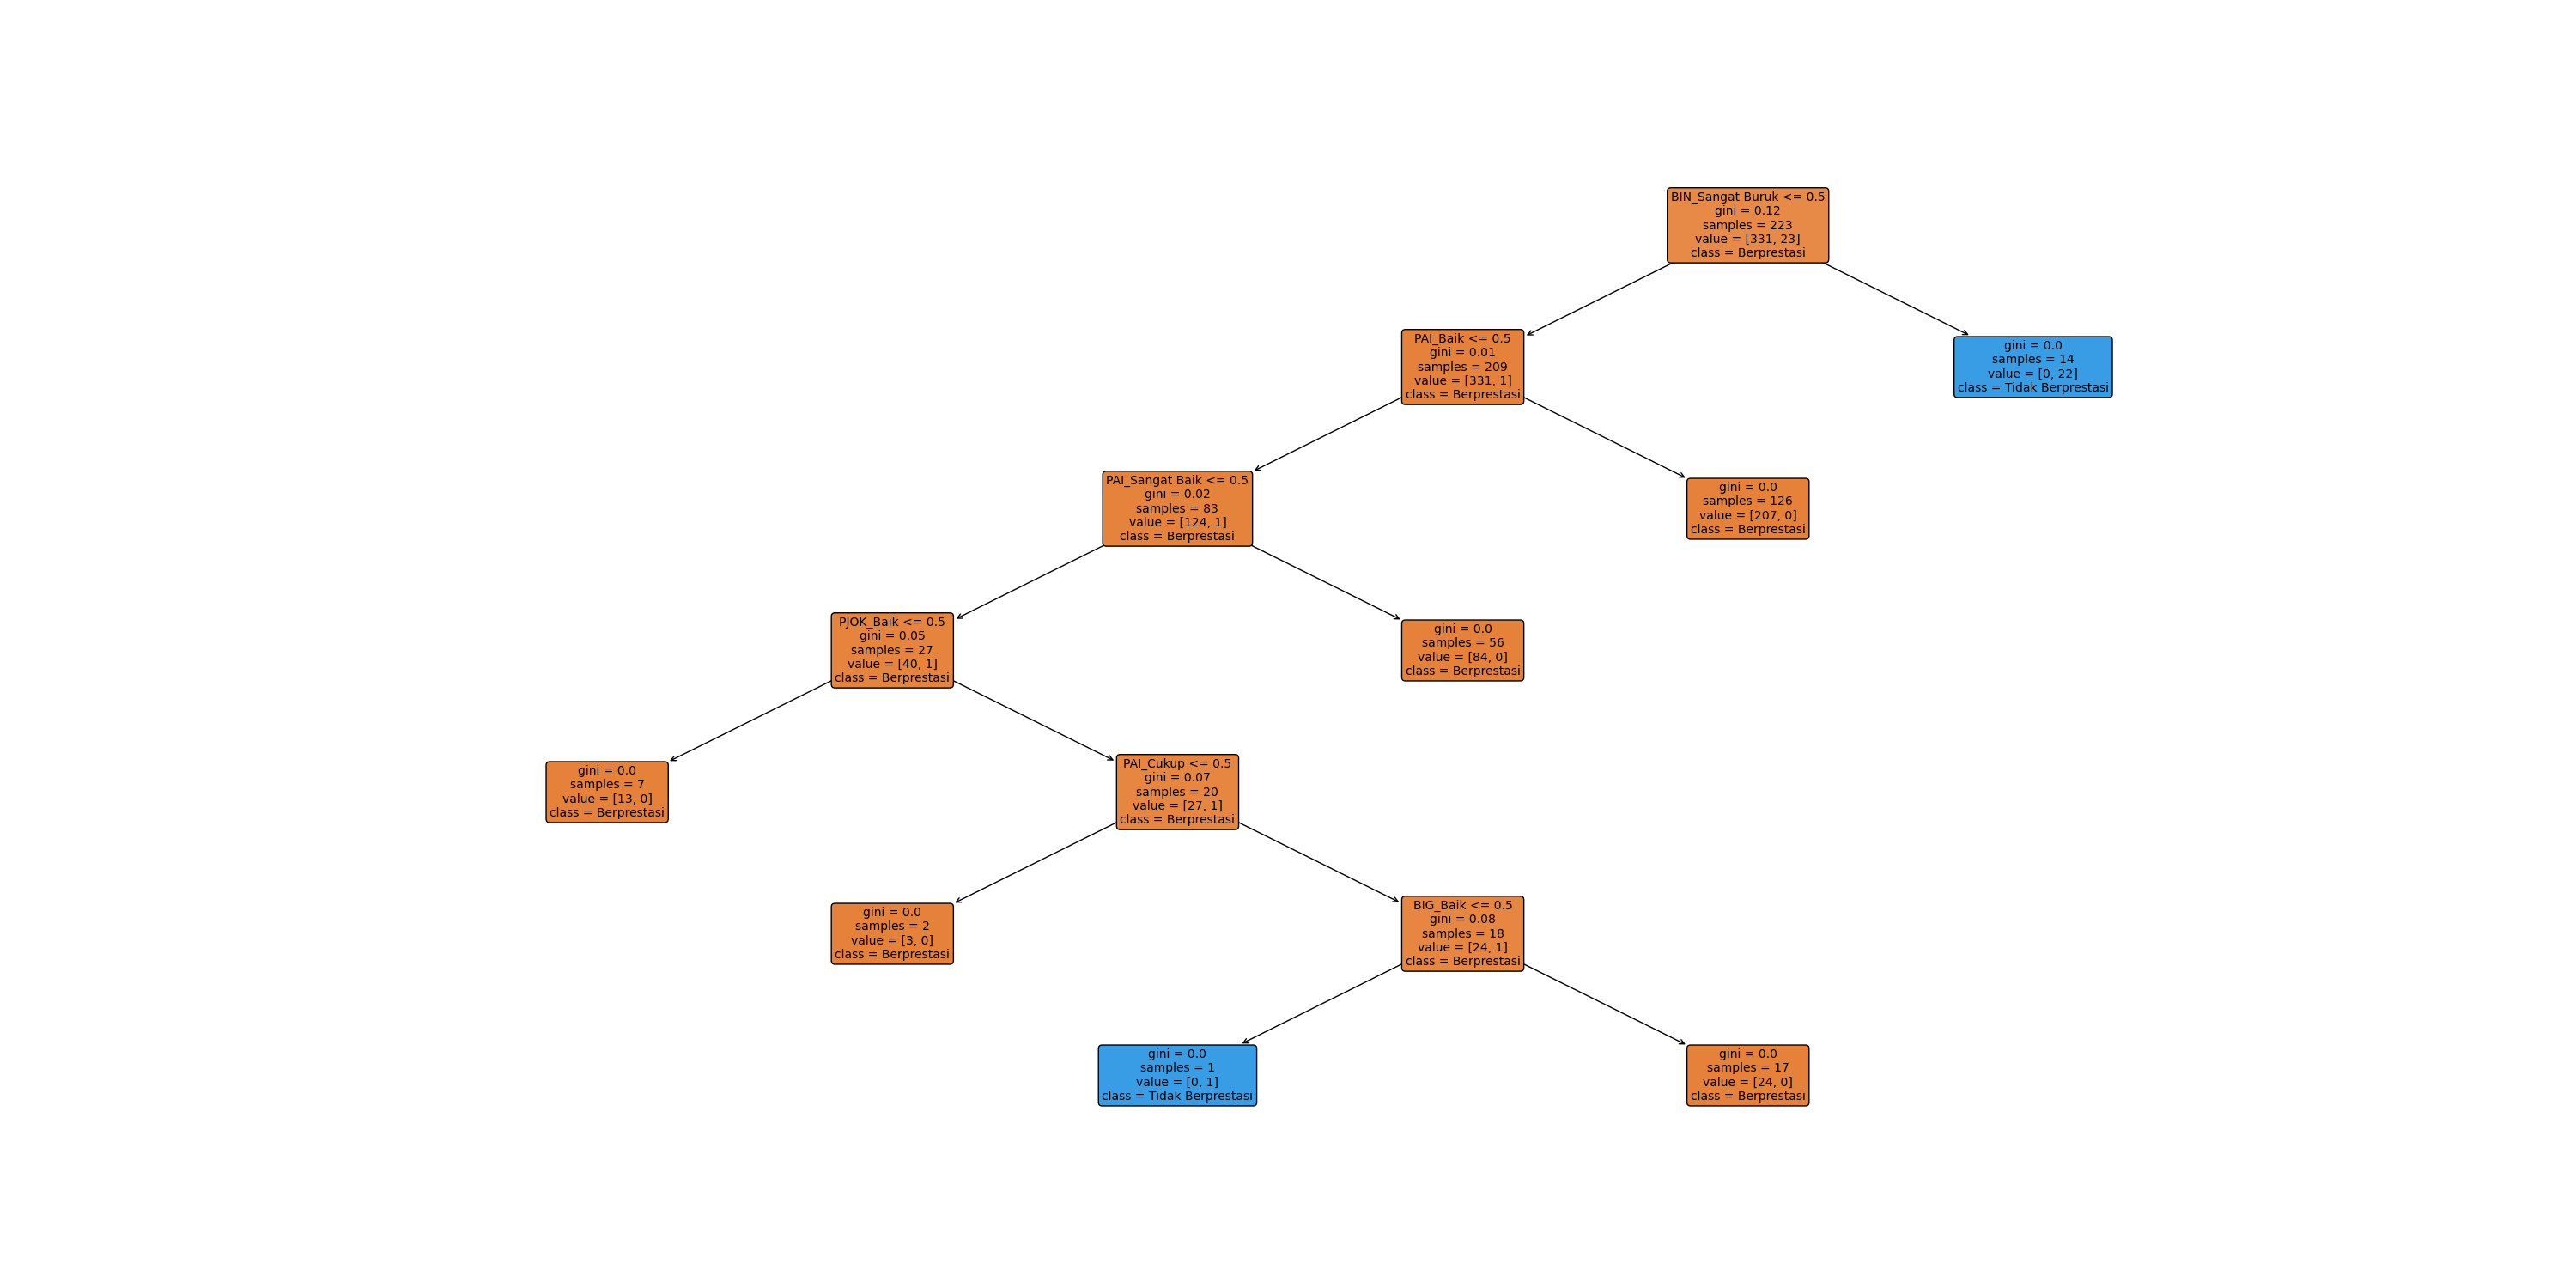 BIN_Sangat Buruk <= 0.5
gini = 0.12
samples = 223
value = [331, 23]
class = Berprestasi
PAI_Baik <= 0.5
gini = 0.01
samples = 209
value = [331, 1]
class = Berprestasi
gini = 0.0
samples = 14
value = [0, 22]
class = Tidak Berprestasi
PAI_Sangat Baik <= 0.5
gini = 0.02
samples = 83
value = [124, 1]
class = Berprestasi
gini = 0.0
samples = 126
value = [207, 0]
class = Berprestasi
PJOK_Baik <= 0.5
gini = 0.05
samples = 27
value = [40, 1]
class = Berprestasi
gini = 0.0
samples = 56
value = [84, 0]
class = Berprestasi
gini = 0.0
samples = 7
value = [13, 0]
class = Berprestasi
PAI_Cukup <= 0.5
gini = 0.07
samples = 20
value = [27, 1]
class = Berprestasi
gini = 0.0
samples = 2
value = [3, 0]
class = Berprestasi
BIG_Baik <= 0.5
gini = 0.08
samples = 18
value = [24, 1]
class = Berprestasi
gini = 0.0
samples = 1
value = [0, 1]
class = Tidak Berprestasi
gini = 0.0
samples = 17
value = [24, 0]
class = Berprestasi